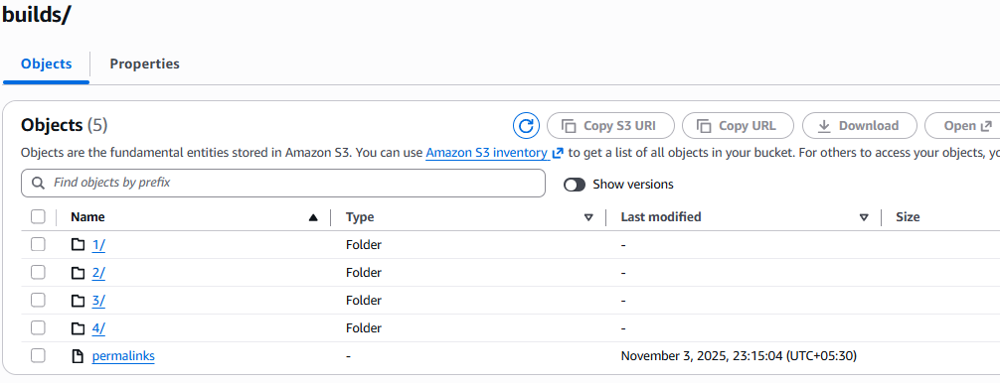 builds/
Objects Properties
Objects (5) Copy S3 URI Copy URL Download Open
Objects are the fundamental entities stored in Amazon S3. You can use Amazon S3 inventory to get a list of all objects in your bucket. For others to access your objects, yo
Find objects by prefix Show versions
Name Type Last modified Size
1/ Folder -
2/ Folder -
3/ Folder -
4/ Folder -
permalinks - November 3, 2025, 23:15:04 (UTC+05:30)